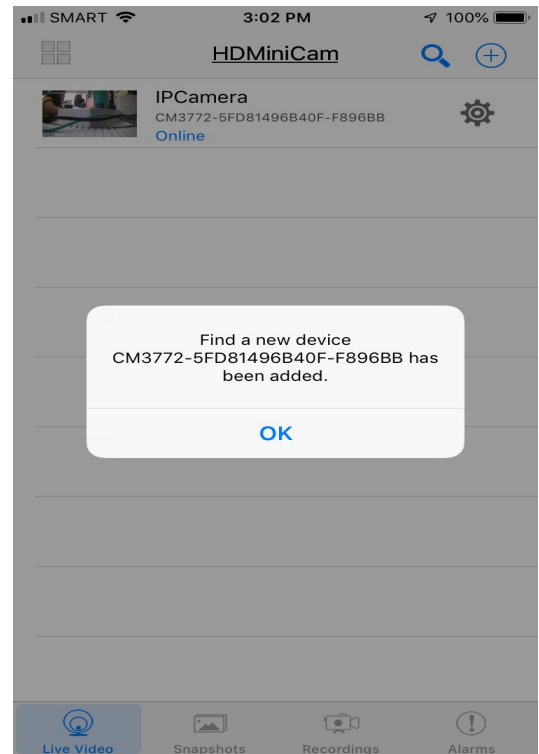 SMART 3:02 PM 100%
HDMiniCam
IPCamera
CM3772-5FD81496B40F-F896BB
Online
Find a new device
CM3772-5FD81496B40F-F896BB has
been added.
OK
Live Video Snapshots Recordings Alarms